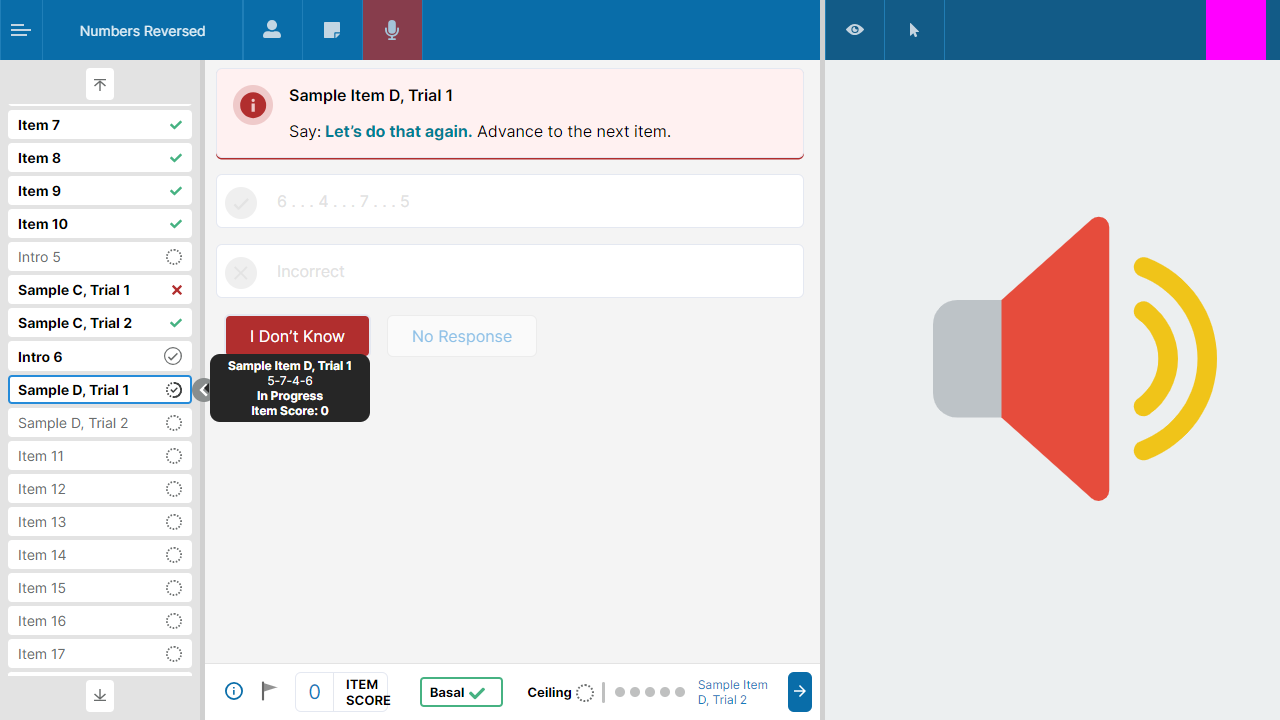 Numbers Reversed
Item 7
Item 8
Item 9
Item 10
Intro 5
Sample C, Trial 1
Sample C, Trial 2
Intro 6
Sample D, Trial 1
Sample D, Trial 2
Item 11
Item 12
Item 13
Item 14
Item 15
Item 16
Item 17
Sample Item D, Trial 1
Say: Let’s do that again. Advance to the next item.
6 . . . 4 . . . 7 . . . 5
Incorrect
I Don’t Know
No Response
Sample Item D, Trial 1
5-7-4-6
In Progress
Item Score: 0
0
ITEM
SCORE
Basal
Ceiling
Sample Item
D, Trial 2